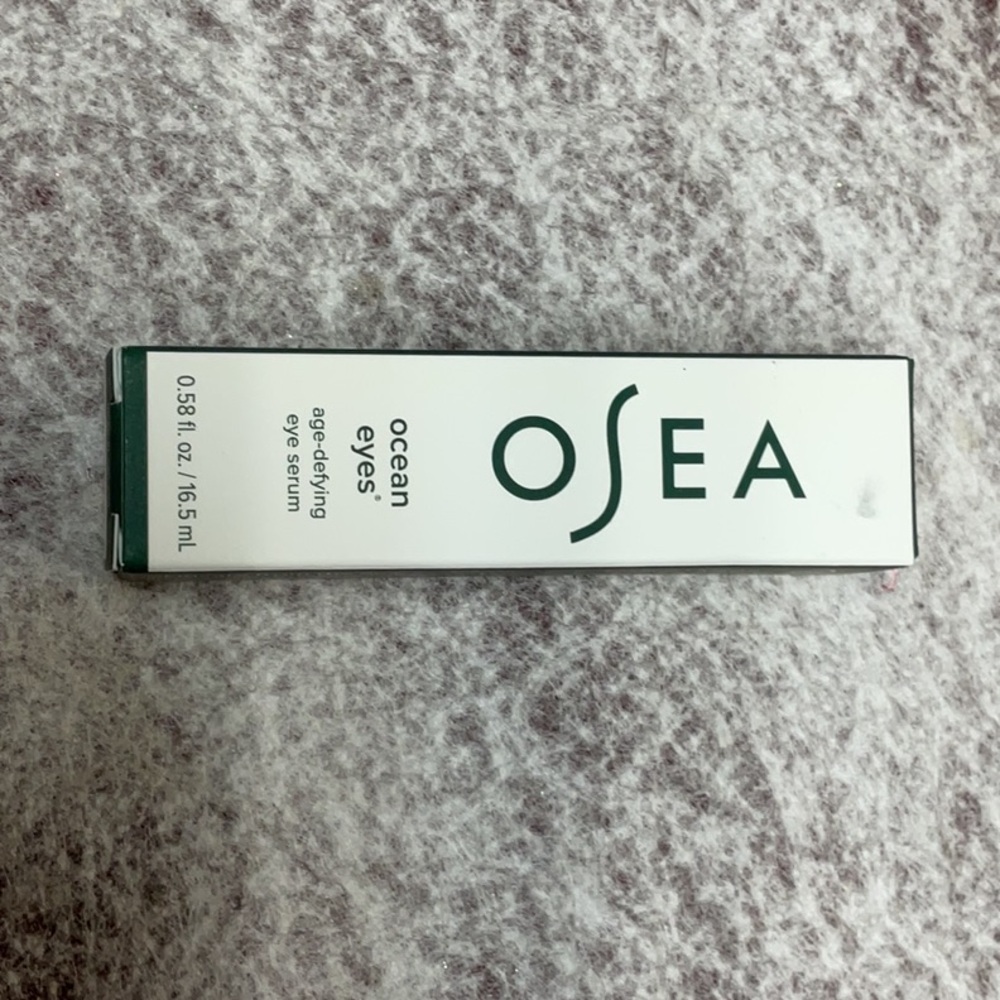 OSEA
ocean
eyes®
age-defying
eye serum
0.58 fl. oz. / 16.5 mL